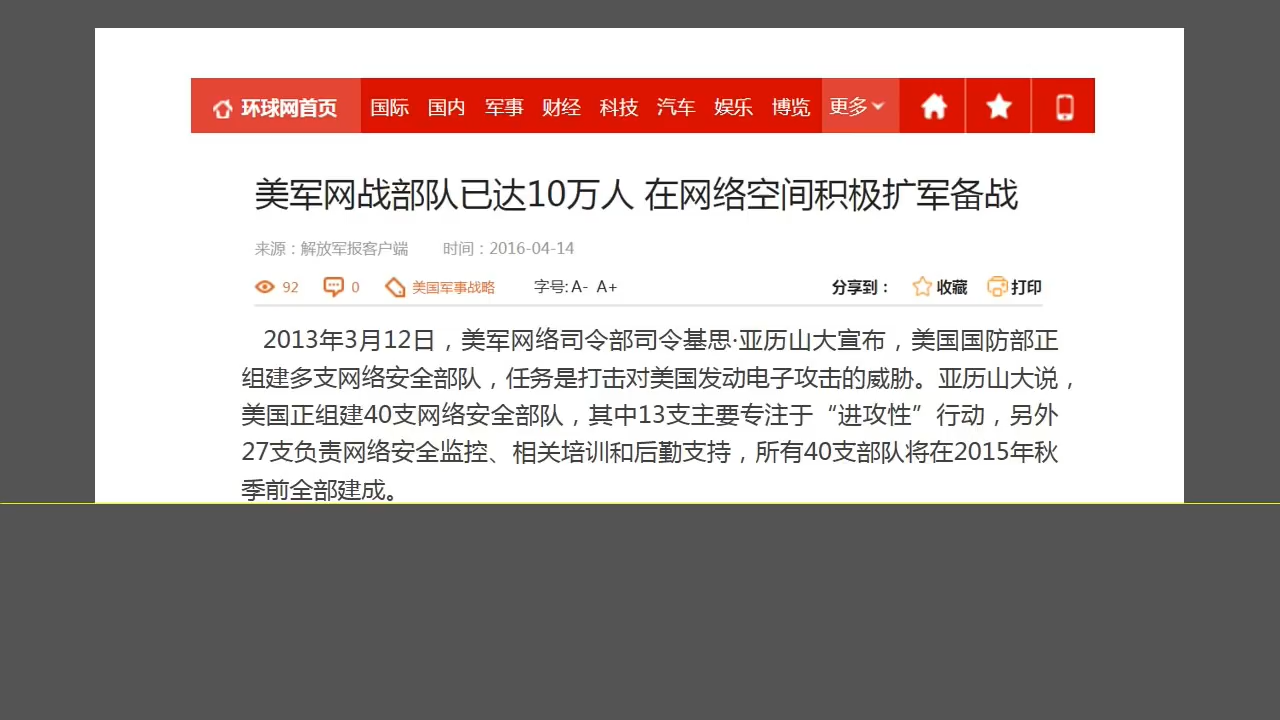 环球网首页 国际 国内 军事 财经 科技 汽车 娱乐 博览 更多
美军网战部队已达10万人 在网络空间积极扩军备战
来源：解放军报客户端 时间：2016-04-14
92 0 美国军事战略 字号: A- A+ 分享到： 收藏 打印
2013年3月12日，美军网络司令部司令基思·亚历山大宣布，美国国防部正
组建多支网络安全部队，任务是打击对美国发动电子攻击的威胁。亚历山大说，
美国正组建40支网络安全部队，其中13支主要专注于“进攻性”行动，另外
27支负责网络安全监控、相关培训和后勤支持，所有40支部队将在2015年秋
季前全部建成。